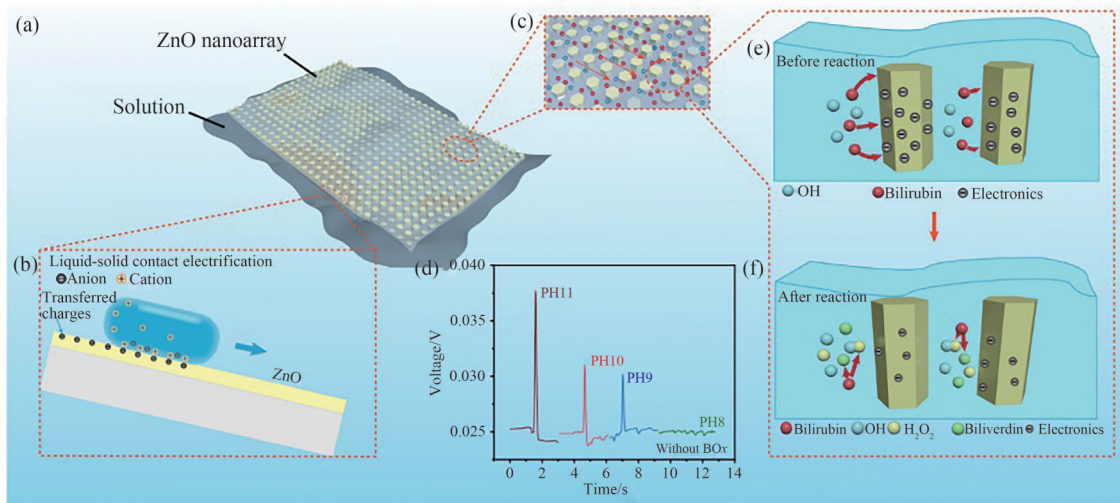 (a)
ZnO nanoarray
Solution
(b)
Liquid-solid contact electrification
Anion
Cation
Transferred
charges
ZnO
(c)
(d)
0.040
0.035
0.030
0.025
Voltage/V
PH11
PH10
PH9
PH8
Without BOx
0 2 4 6 8 10 12 14
Time/s
(e)
Before reaction
OH
Bilirubin
Electronics
(f)
After reaction
Bilirubin
OH
H₂O₂
Biliverdin
Electronics